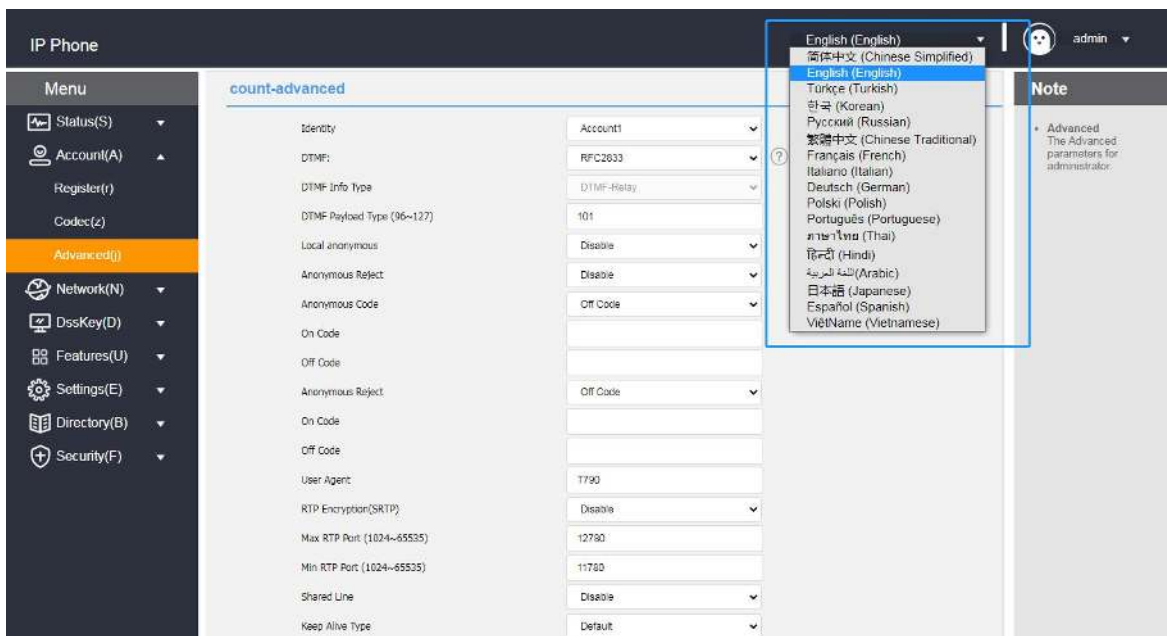 IP Phone
English (English)
admin
简体中文 (Chinese Simplified)
English (English)
Türkçe (Turkish)
한국 (Korean)
Русский (Russian)
繁體中文 (Chinese Traditional)
Français (French)
Italiano (Italian)
Deutsch (German)
Polski (Polish)
Português (Portuguese)
ภาษาไทย (Thai)
हिन्दी (Hindi)
اللغة العربية(Arabic)
日本語 (Japanese)
Español (Spanish)
ViêtName (Vietnamese)
Menu
Status(S)
Account(A)
Register(r)
Codec(z)
Advanced(j)
Network(N)
DssKey(D)
Features(U)
Settings(E)
Directory(B)
Security(F)
count-advanced
Identity Account1
DTMF: RFC2833 ?
DTMF Info Type DTMF-Relay
DTMF Payload Type (96~127) 101
Local anonymous Disable
Anonymous Reject Disable
Anonymous Code Off Code
On Code
Off Code
Anonymous Reject Off Code
On Code
Off Code
User Agent T790
RTP Encryption(SRTP) Disable
Max RTP Port (1024~65535) 12780
Min RTP Port (1024~65535) 11780
Shared Line Disable
Keep Alive Type Default
Note
Advanced
The Advanced
parameters for
administrator.